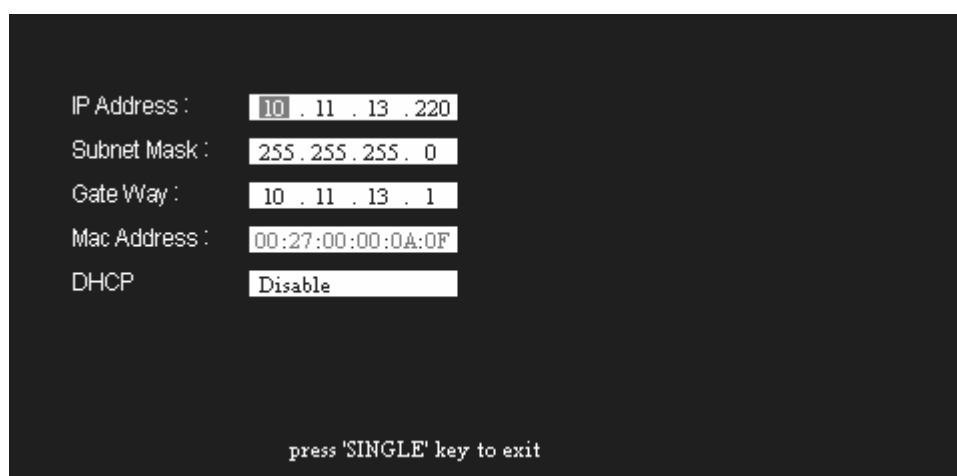 IP Address : 10 . 11 . 13 . 220
Subnet Mask : 255 . 255 . 255 . 0
Gate Way : 10 . 11 . 13 . 1
Mac Address : 00:27:00:00:0A:0F
DHCP Disable
press 'SINGLE' key to exit